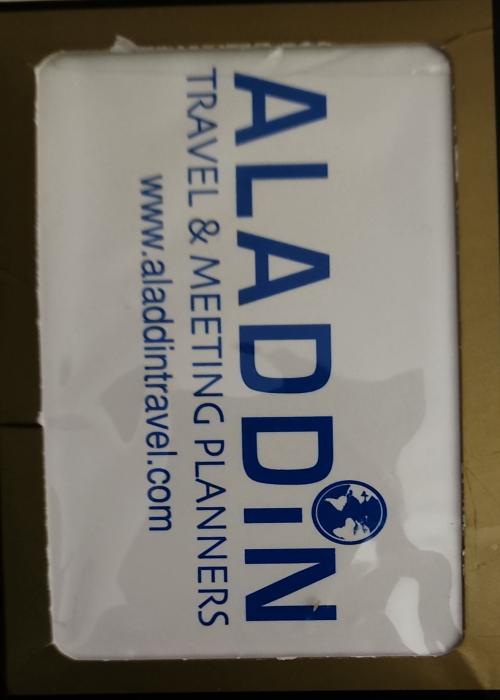 ALADDIN
TRAVEL & MEETING PLANNERS
www.aladdintravel.com